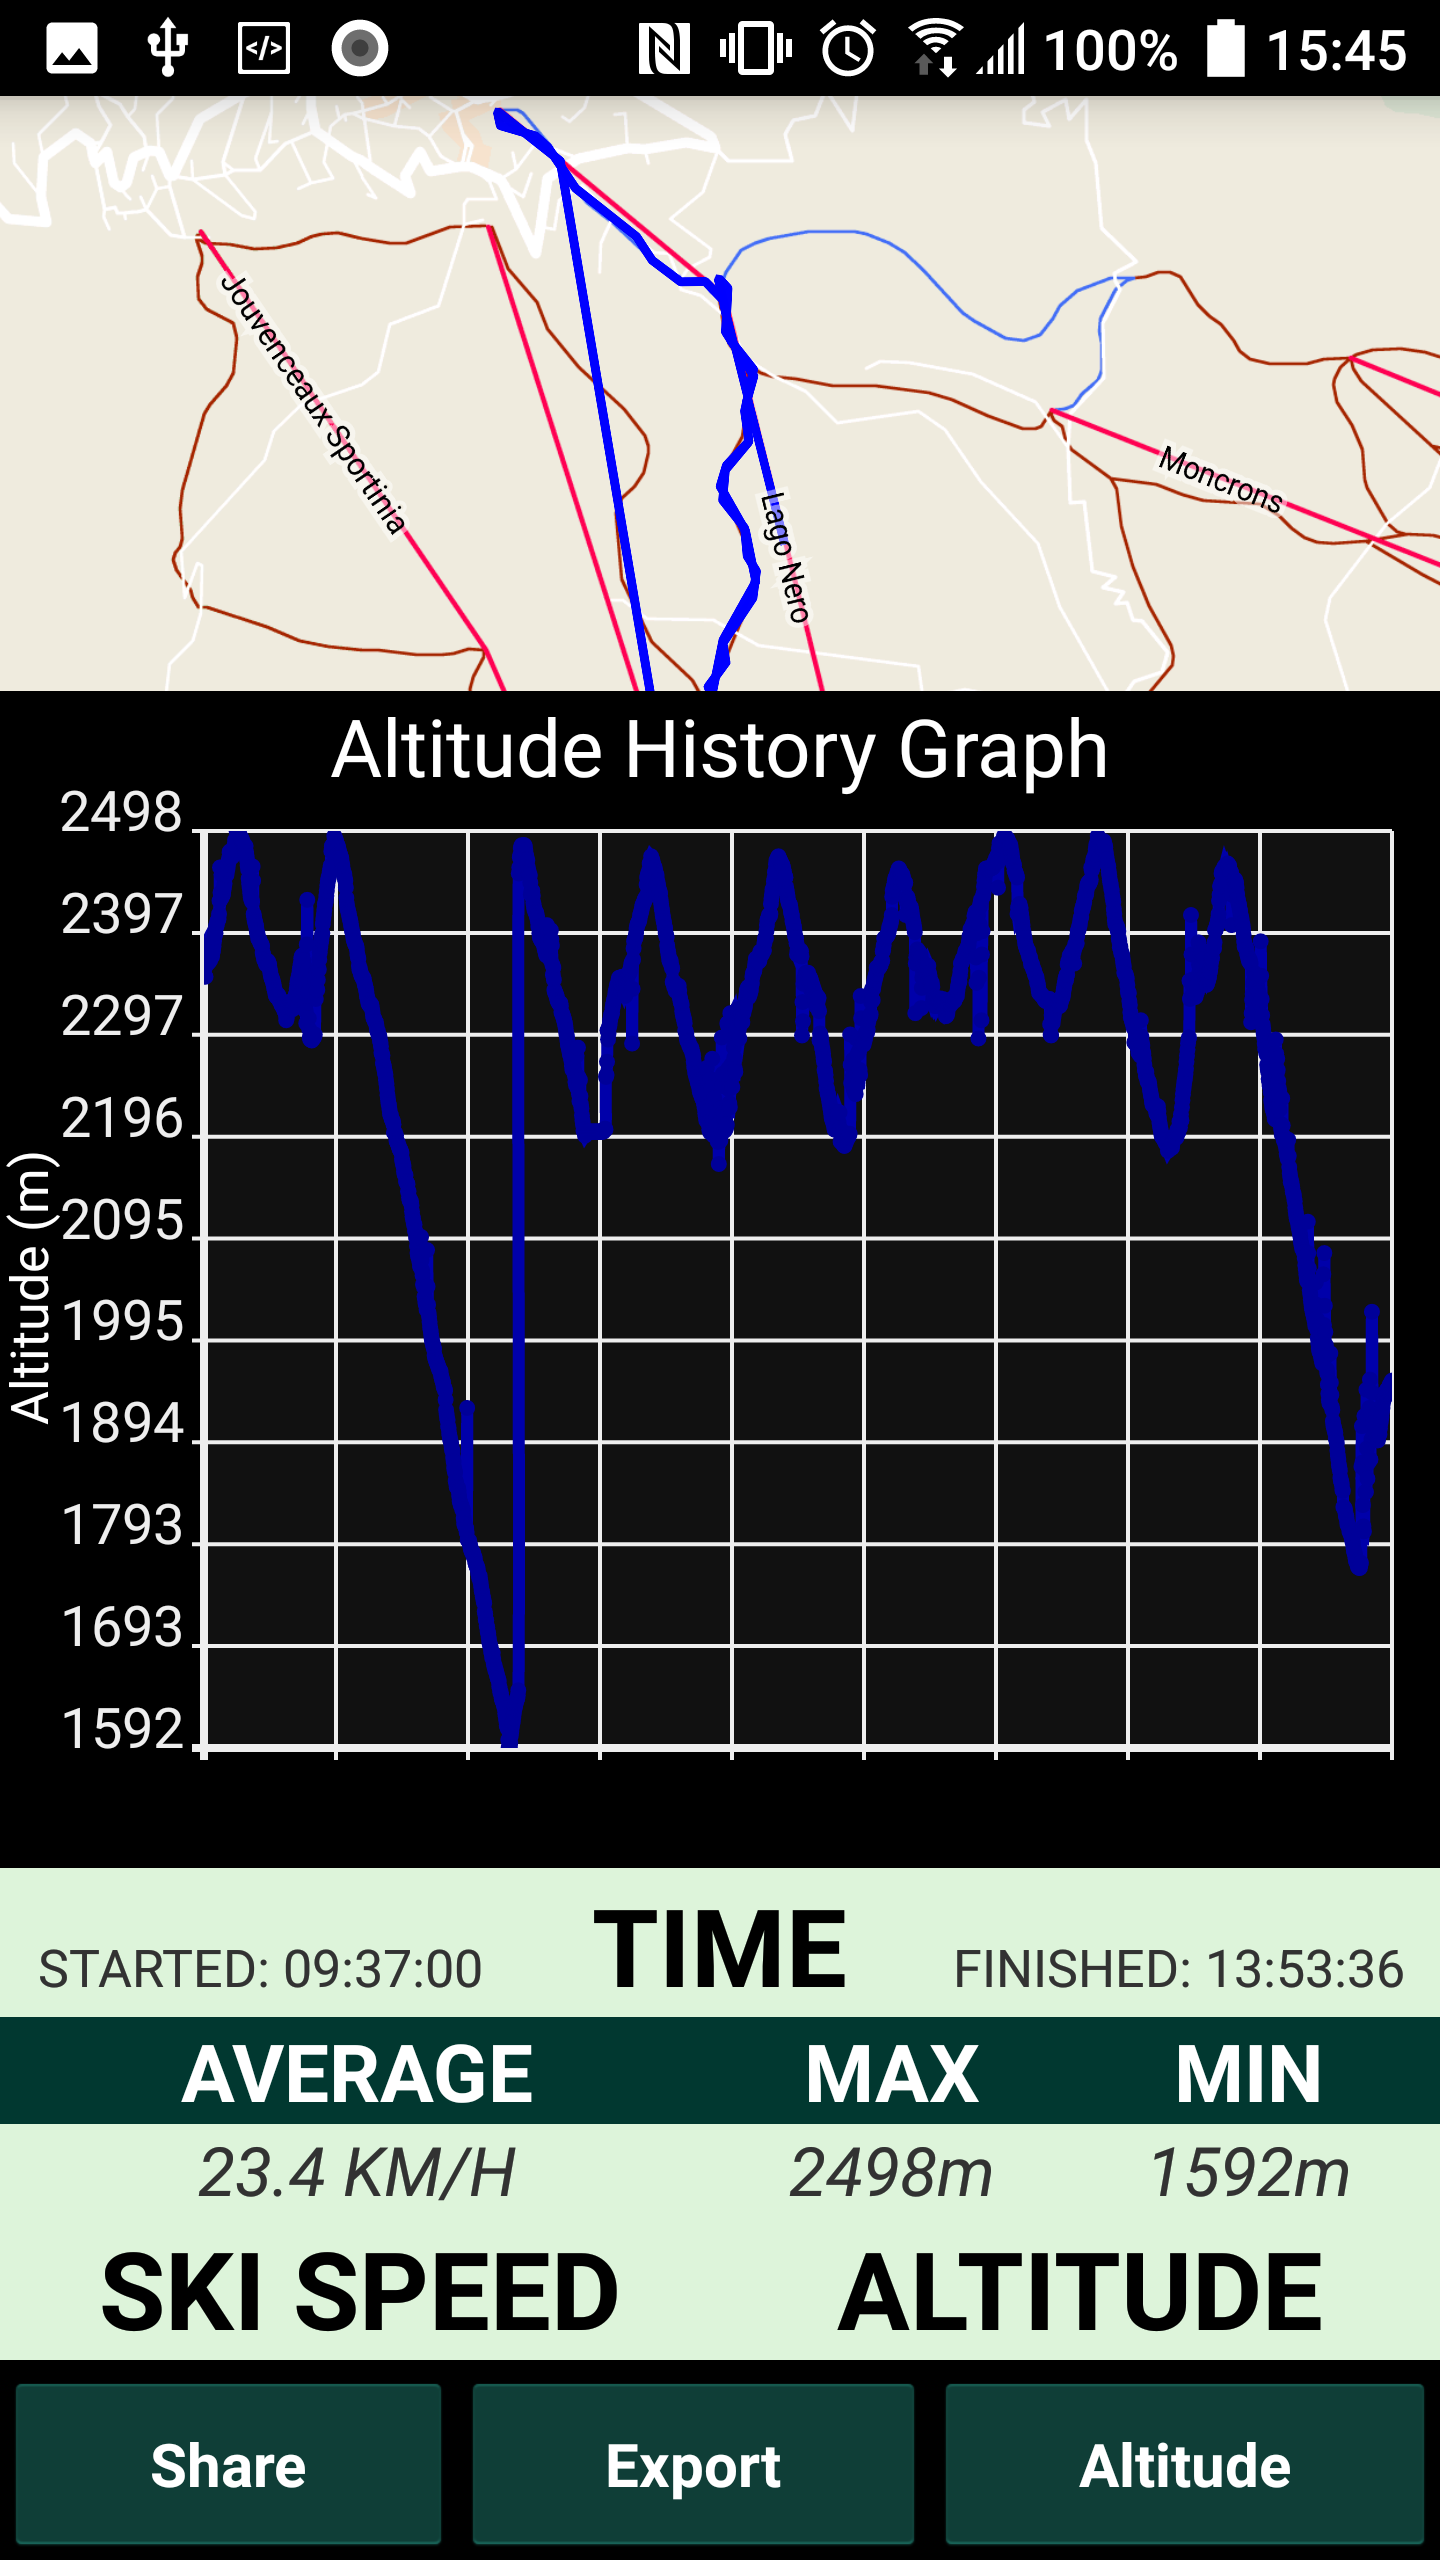 100% 15:45
Jouvenceaux Sportinia
Moncrons
Lago Nero
Altitude History Graph
2498
2397
2297
2196
2095
1995
1894
1793
1693
1592
Altitude (m)
STARTED: 09:37:00 TIME FINISHED: 13:53:36
AVERAGE MAX MIN
23.4 KM/H 2498m 1592m
SKI SPEED ALTITUDE
Share Export Altitude